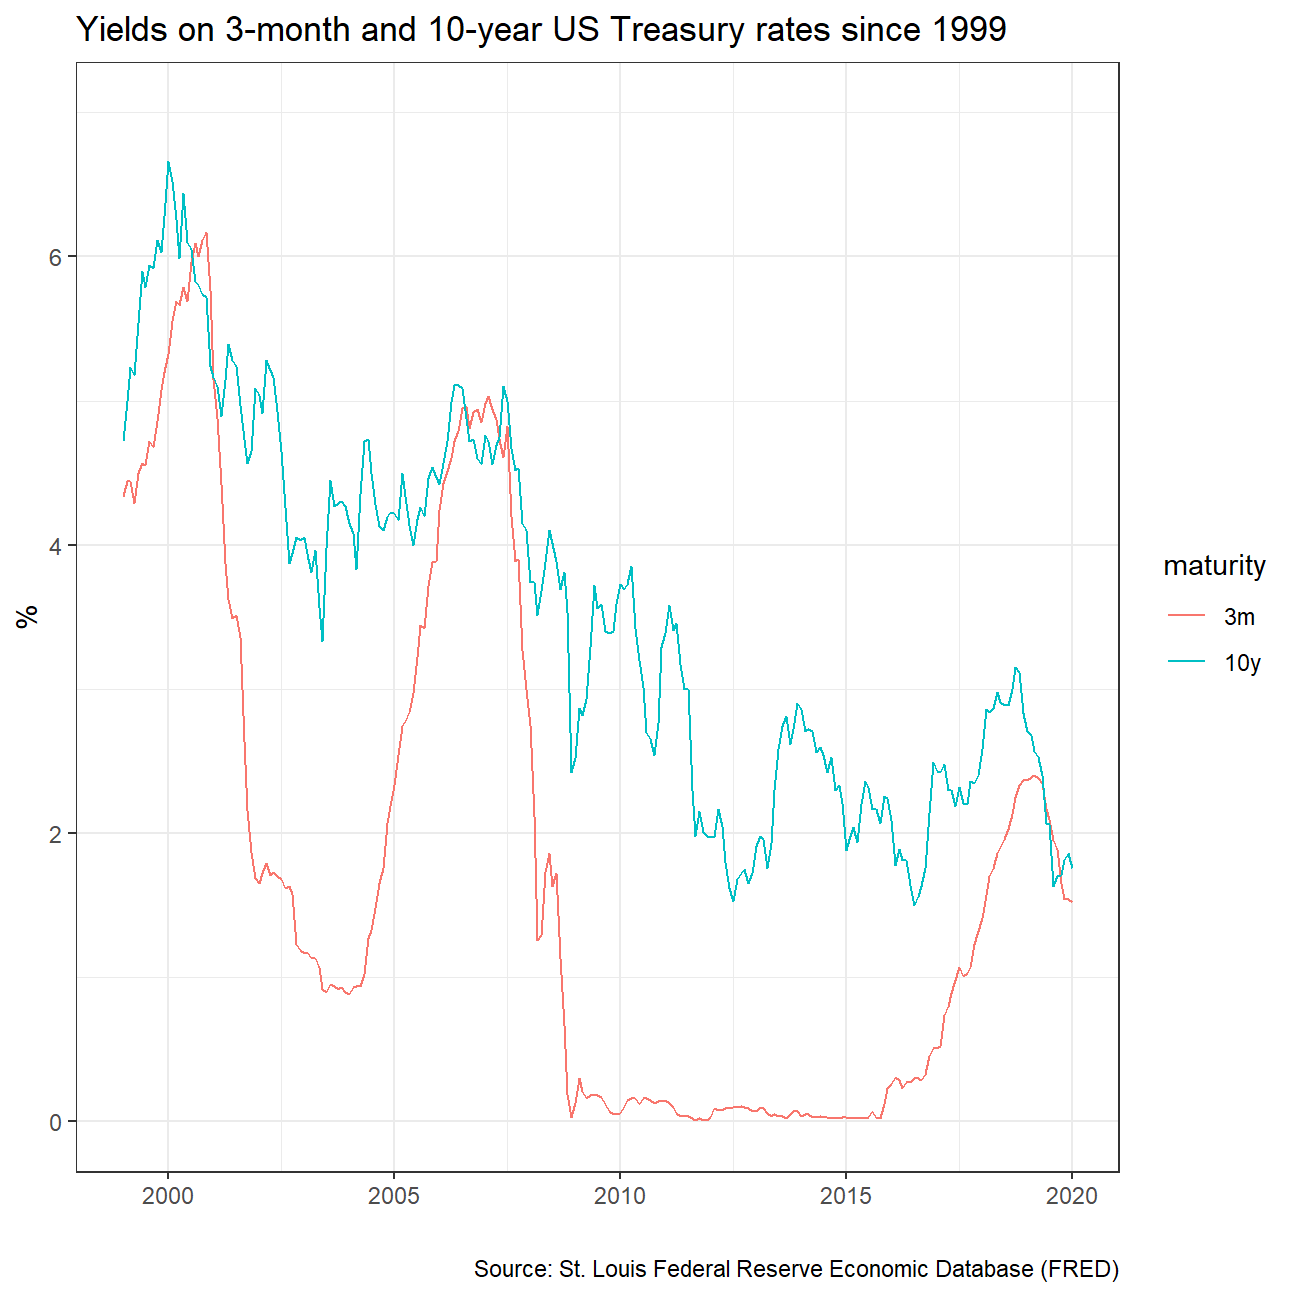 Yields on 3-month and 10-year US Treasury rates since 1999
%
6
4
2
0
2000 2005 2010 2015 2020
maturity
3m
10y
Source: St. Louis Federal Reserve Economic Database (FRED)